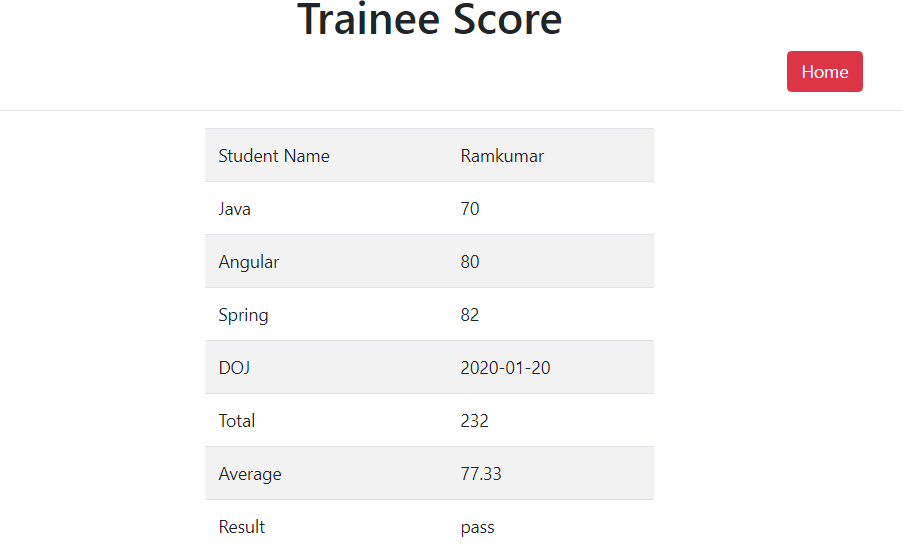 Trainee Score
Home
Student Name Ramkumar
Java 70
Angular 80
Spring 82
DOJ 2020-01-20
Total 232
Average 77.33
Result pass